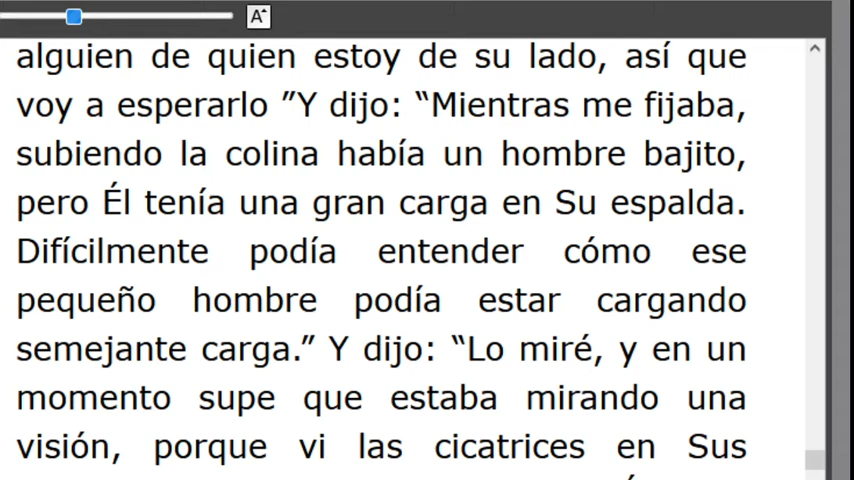 A
alguien de quien estoy de su lado, así que
voy a esperarlo ”Y dijo: “Mientras me fijaba,
subiendo la colina había un hombre bajito,
pero Él tenía una gran carga en Su espalda.
Difícilmente podía entender cómo ese
pequeño hombre podía estar cargando
semejante carga.” Y dijo: “Lo miré, y en un
momento supe que estaba mirando una
visión, porque vi las cicatrices en Sus